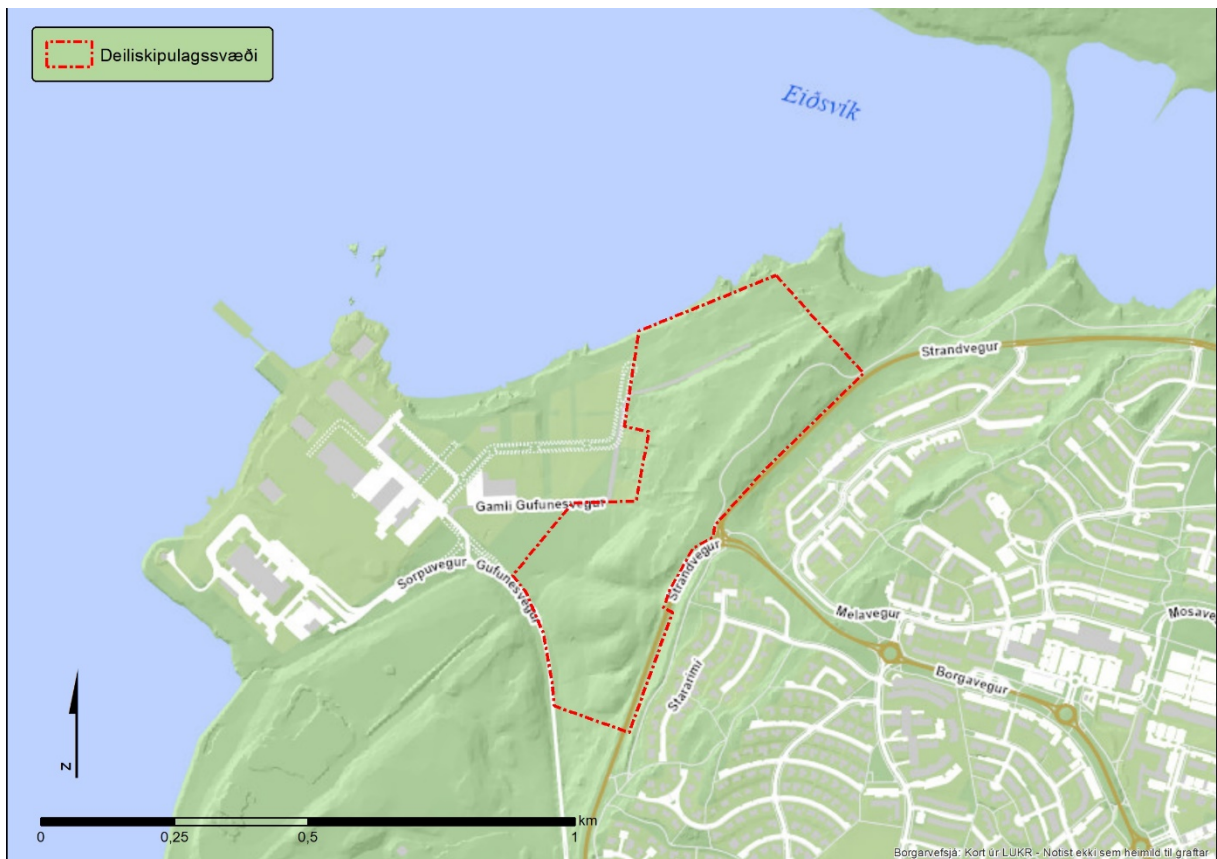 Deiliskipulagssvæði
Eiðsvík
Strandvegur
Gamli Gufunesvegur
Sorpuvegur
Gufunesvegur
Strandvegur
Melavegur
Mosave
Stararimi
Borgavegur
N
km
0
0,25
0,5
1
Borgarvefsjá: Kort úr LUKR - Notist ekki sem heimild til graftar